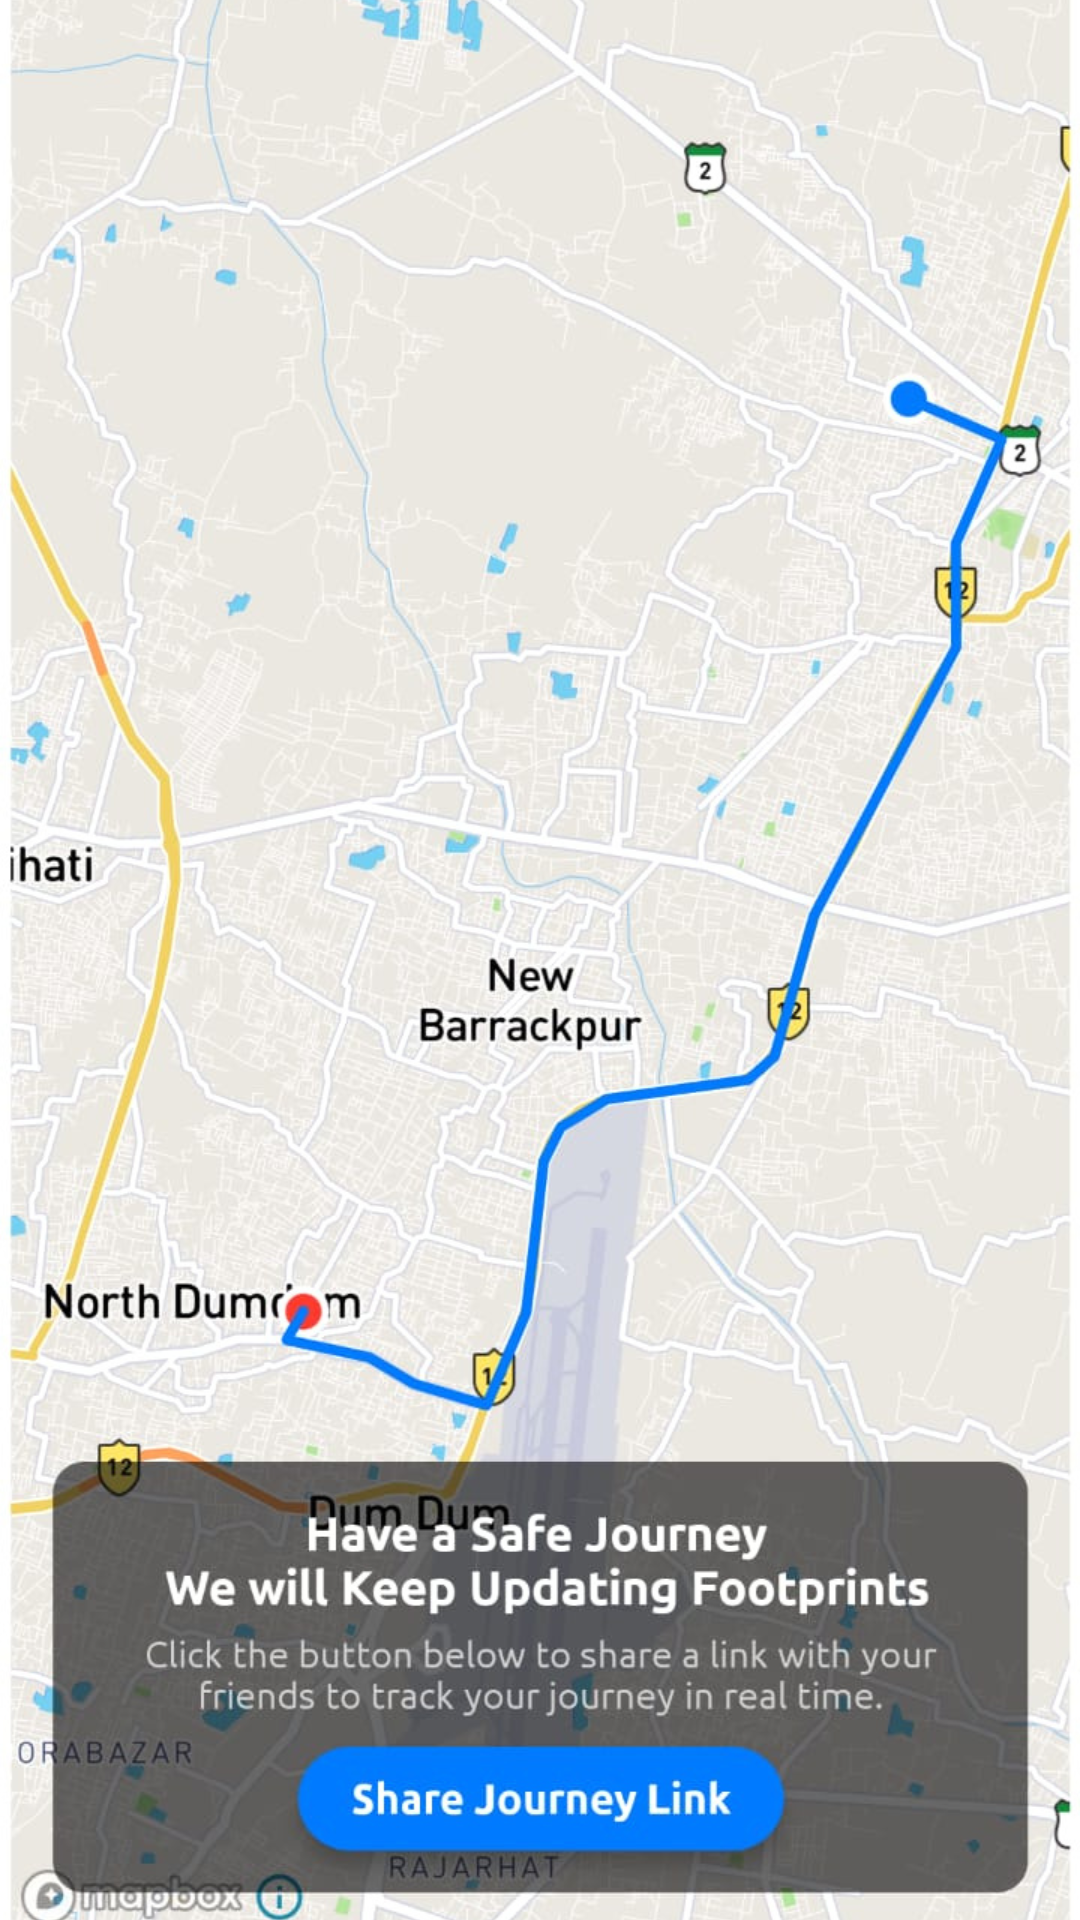 2
2
12
ihati
New
Barrackpur
12
North Dumd m
12
12
Dum Dum
Have a Safe Journey
We will Keep Updating Footprints
Click the button below to share a link with your
friends to track your journey in real time.
ORABAZAR
Share Journey Link
RAJARHAT
mapbox i